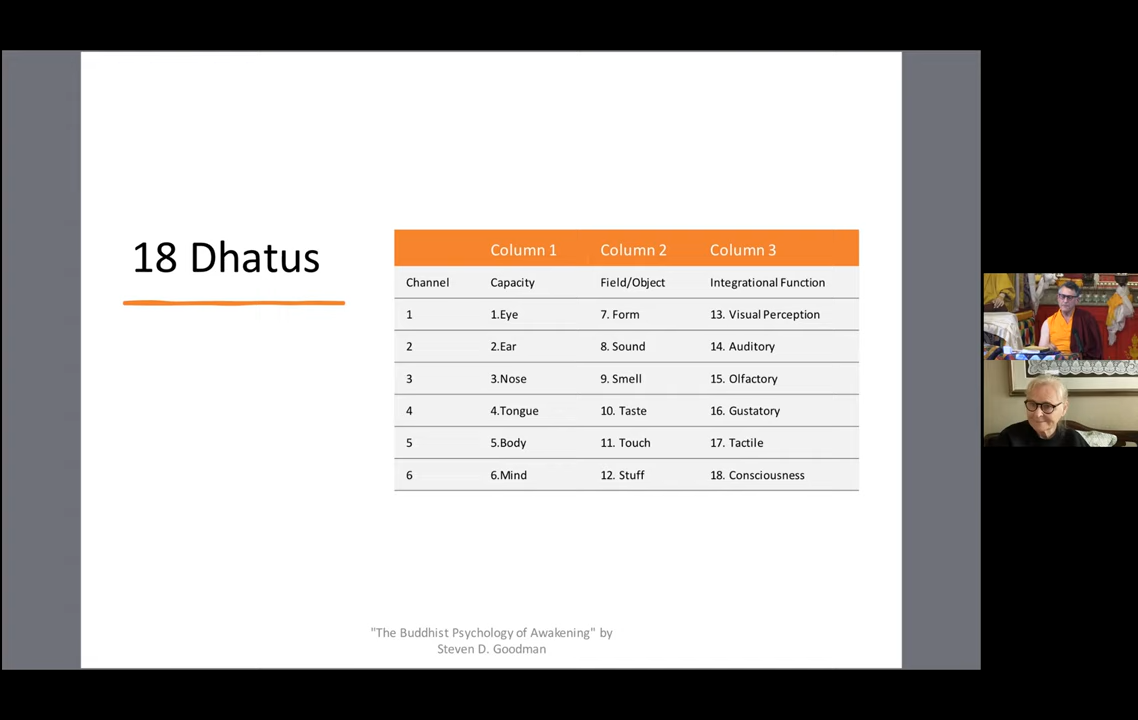 18 Dhatus
Column 1 Column 2 Column 3
Channel Capacity Field/Object Integrational Function
1 1.Eye 7. Form 13. Visual Perception
2 2.Ear 8. Sound 14. Auditory
3 3.Nose 9. Smell 15. Olfactory
4 4.Tongue 10. Taste 16. Gustatory
5 5.Body 11. Touch 17. Tactile
6 6.Mind 12. Stuff 18. Consciousness
"The Buddhist Psychology of Awakening" by
Steven D. Goodman